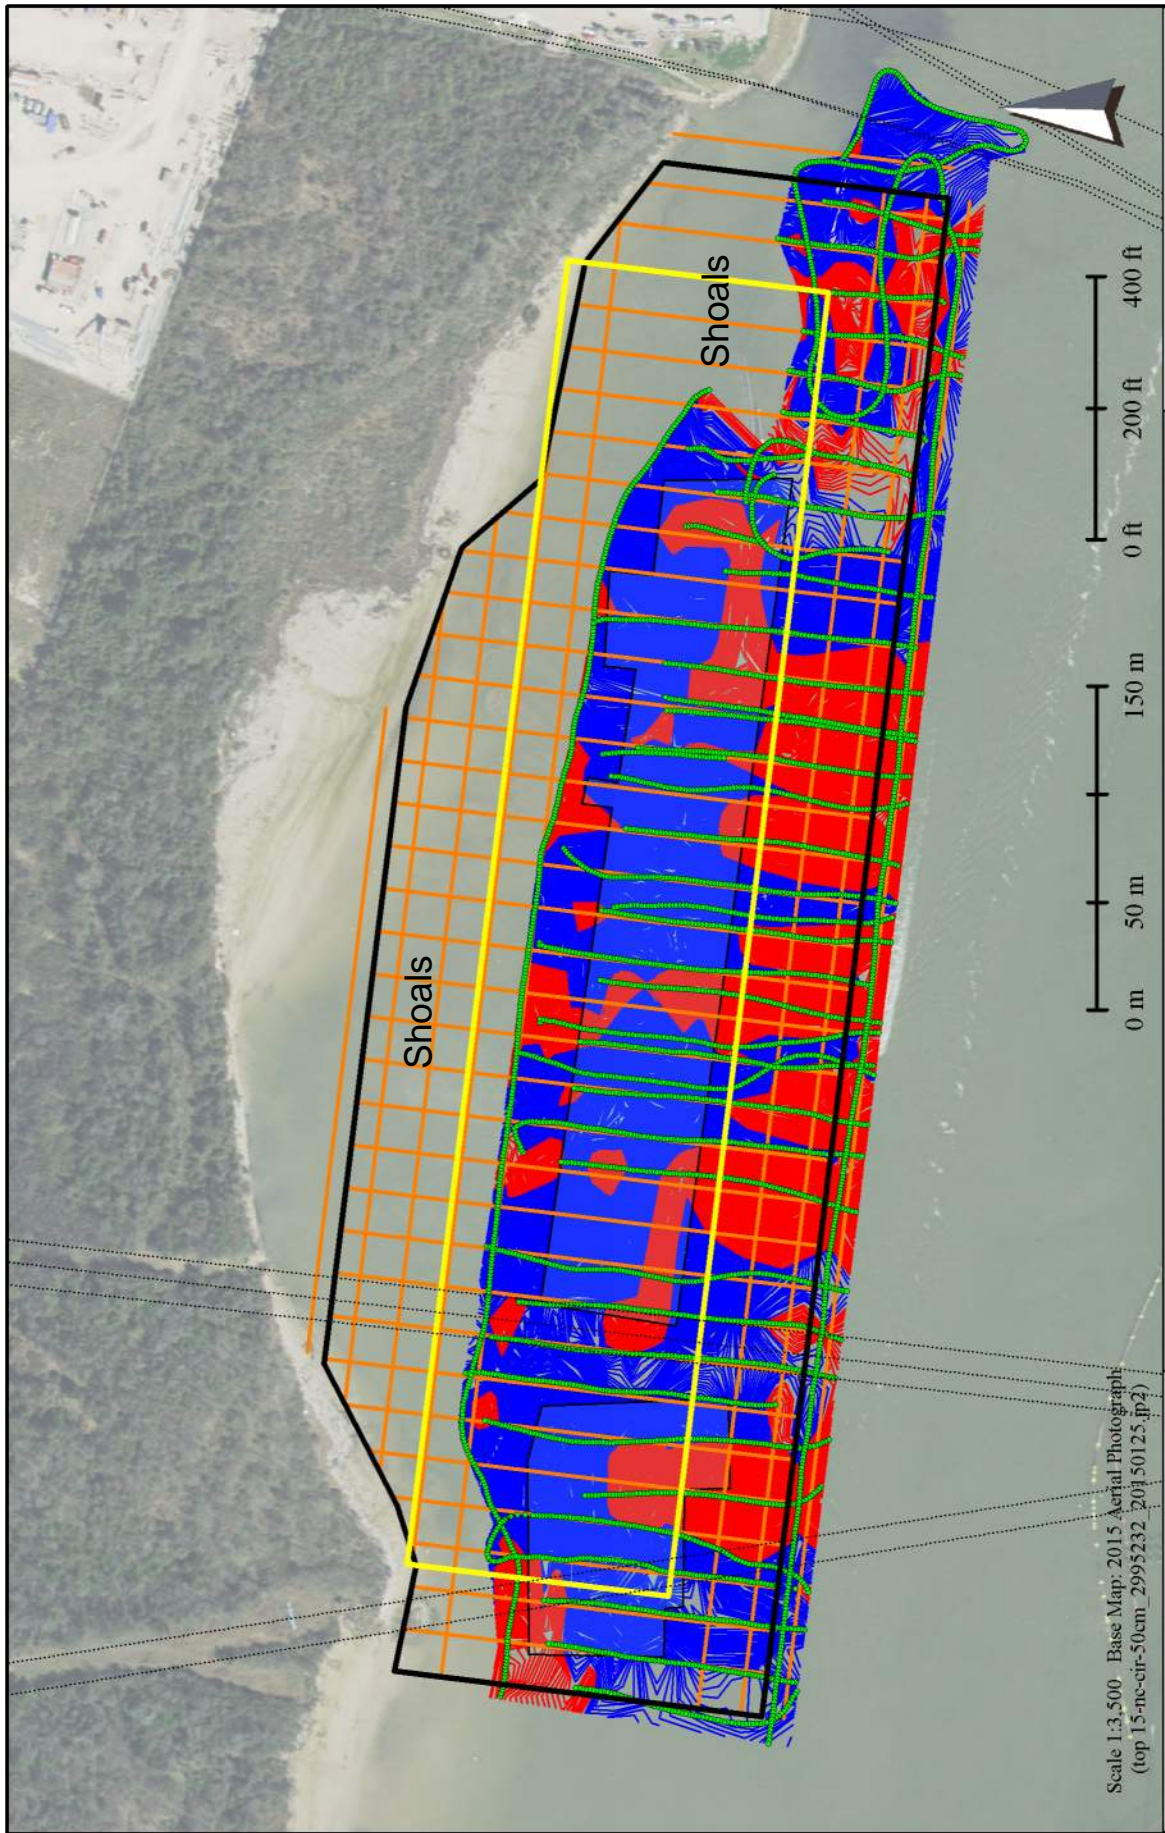 Shoals
Shoals
0 m
50 m
150 m
0 ft
200 ft
400 ft
Scale 1:3,500 Base Map: 2015 Aerial Photograph
(top 15-nc-cir-50cm_2995232_20150125.jp2)